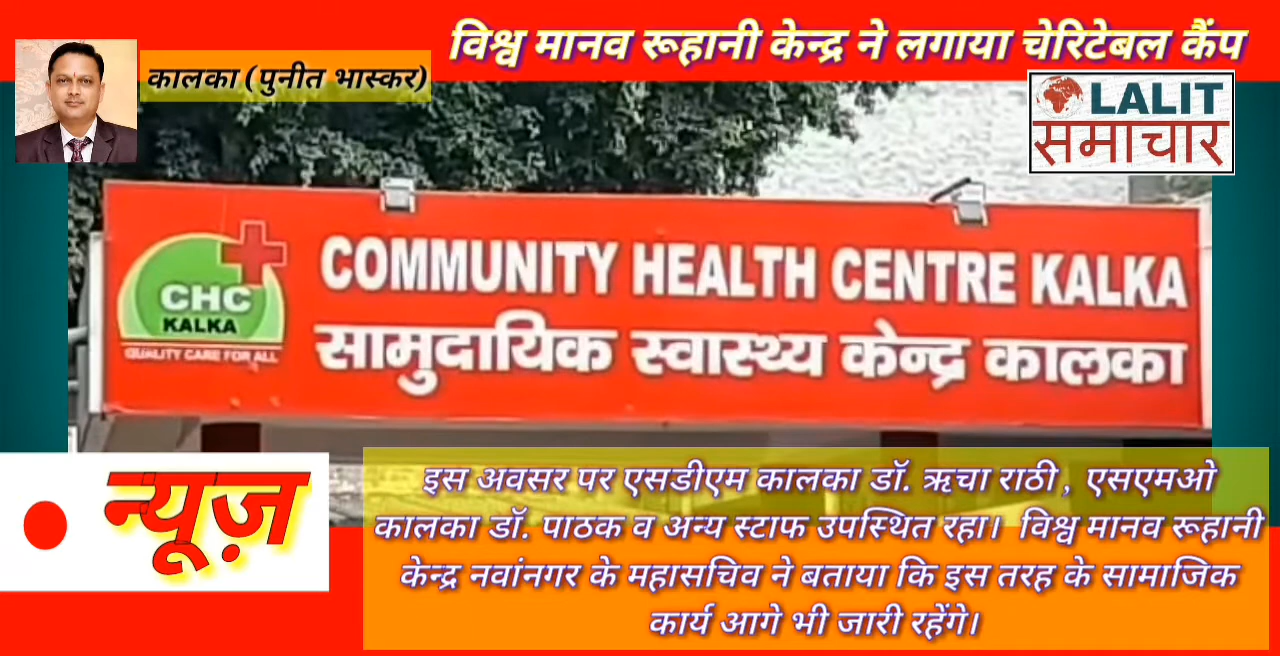 विश्व मानव रूहानी केन्द्र ने लगाया चेरिटेबल कैंप
कालका (पुनीत भास्कर)
LALIT
समाचार
CHC
KALKA
QUALITY CARE FOR ALL
COMMUNITY HEALTH CENTRE KALKA
सामुदायिक स्वास्थ्य केन्द्र कालका
न्यूज़
इस अवसर पर एसडीएम कालका डॉ. ऋचा राठी , एसएमओ
कालका डॉ. पाठक व अन्य स्टाफ उपस्थित रहा। विश्व मानव रूहानी
केन्द्र नवांनगर के महासचिव ने बताया कि इस तरह के सामाजिक
कार्य आगे भी जारी रहेंगे।